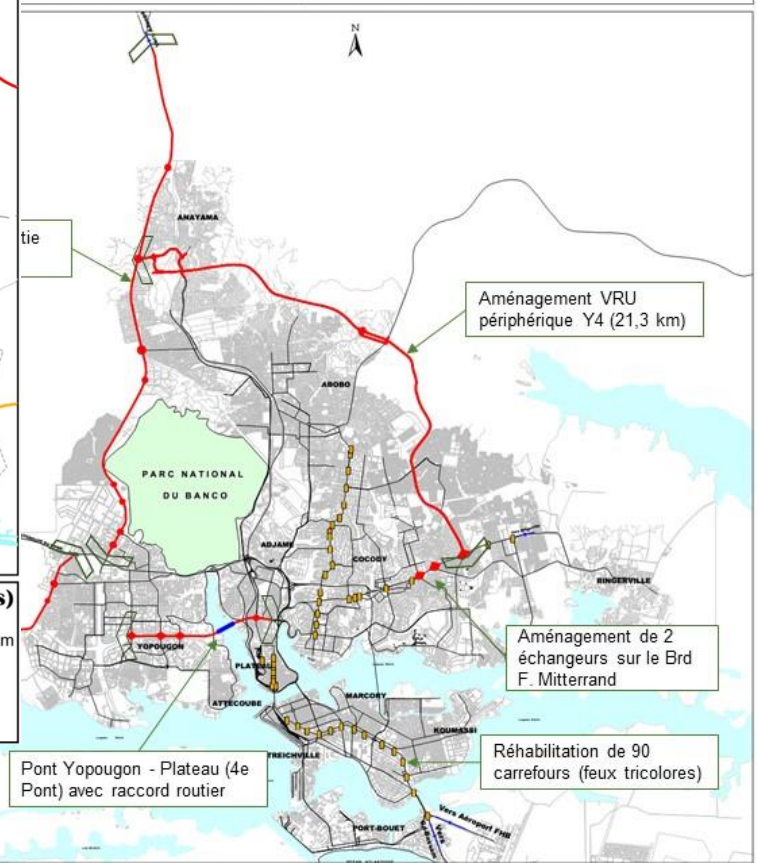 N
ANAYAMA
tie
Aménagement VRU
périphérique Y4 (21,3 km)
ABOBO
PARC NATIONAL
DU BANCO
ADJAME
COCODY
BINGERVILLE
s)
m
YOPOUGON
PLATEAU
Aménagement de 2
échangeurs sur le Brd
F. Mitterrand
ATTECOUBE
MARCORY
KOUMASSI
TREICHVILLE
Pont Yopougon - Plateau (4e
Pont) avec raccord routier
Réhabilitation de 90
carrefours (feux tricolores)
Vers Aéroport FHB
Vers
PORT-BOUET